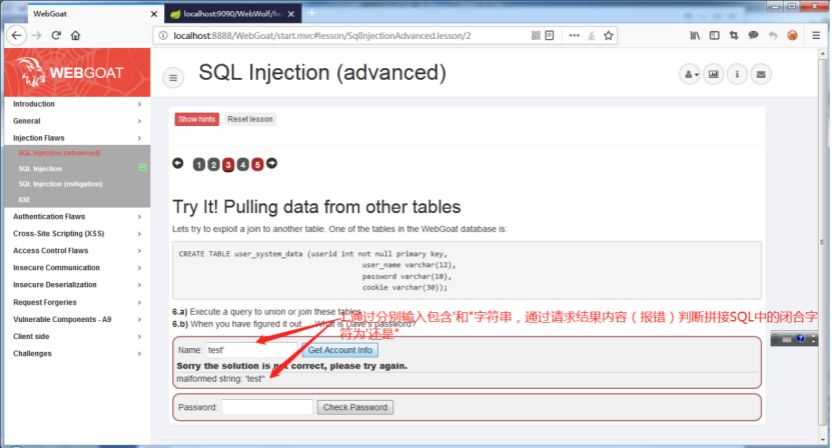 WebGoat
localhost:9090/WebWolf/ho
localhost:8888/WebGoat/start.mvc#lesson/SqlInjectionAdvanced.lesson/2
WEBGOAT
SQL Injection (advanced)
Introduction
General
Injection Flaws
SQL Injection (advanced)
SQL Injection
SQL Injection (mitigation)
XXE
Authentication Flaws
Cross-Site Scripting (XSS)
Access Control Flaws
Insecure Communication
Insecure Deserialization
Request Forgeries
Vulnerable Components - A9
Client side
Challenges
Show hints
Reset lesson
1 2 3 4 5
Try It! Pulling data from other tables
Lets try to exploit a join to another table. One of the tables in the WebGoat database is:
CREATE TABLE user_system_data (userid int not null primary key,
user_name varchar(12),
password varchar(10),
cookie varchar(30));
6.a) Execute a query to union or join these tables.
6.b) When you have figured it out.... What is Dave's password?
1.通过分别输入包含'和"字符串，通过请求结果内容（报错）判断拼接SQL中的闭合字
符为'还是"
Name: test' Get Account Info
Sorry the solution is not correct, please try again.
malformed string: 'test''
Password: Check Password